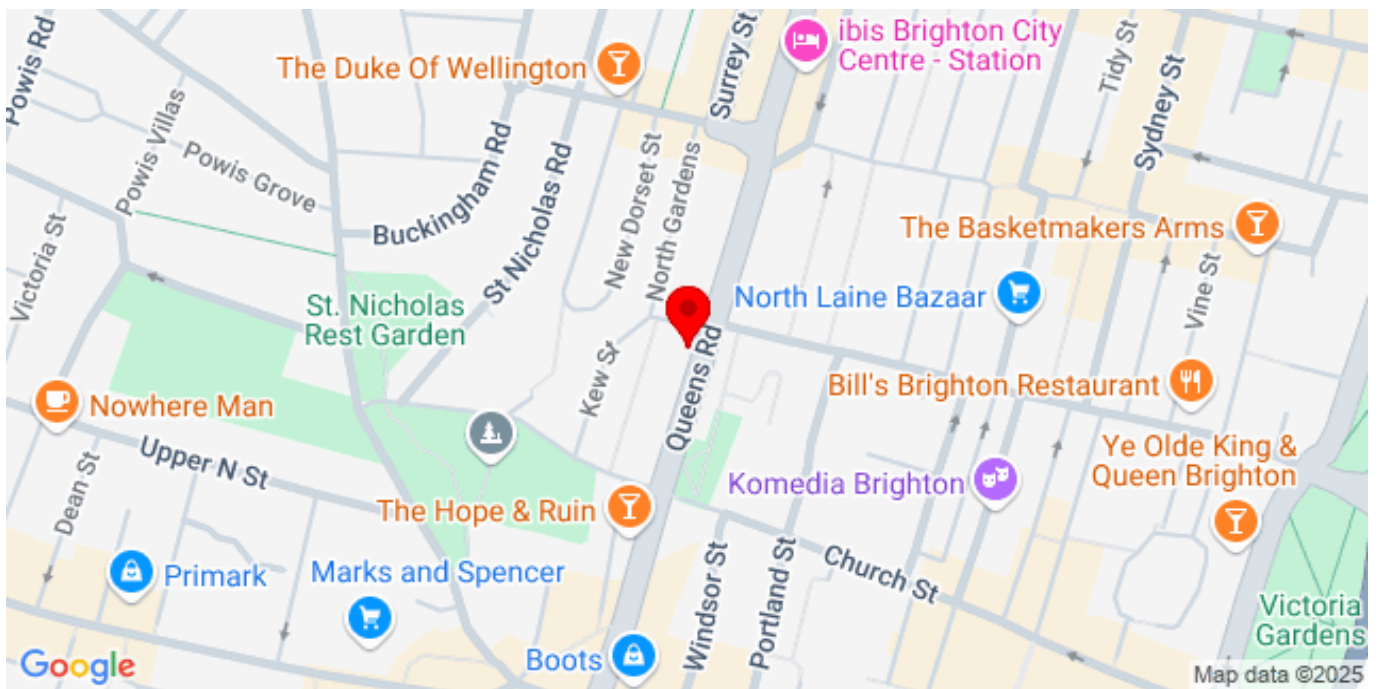 Powis Rd
The Duke Of Wellington
Surrey St
ibis Brighton City
Centre - Station
Tidy St
Sydney St
Powis Villas
Powis Grove
Buckingham Rd
St Nicholas Rd
New Dorset St
North Gardens
Victoria St
The Basketmakers Arms
Vine St
St. Nicholas
Rest Garden
North Laine Bazaar
Kew St
Queens Rd
Bill's Brighton Restaurant
Nowhere Man
Upper N St
Dean St
Ye Olde King &
Queen Brighton
Komedia Brighton
The Hope & Ruin
Primark
Marks and Spencer
Windsor St
Portland St
Church St
Victoria
Gardens
Boots
Google
Map data ©2025